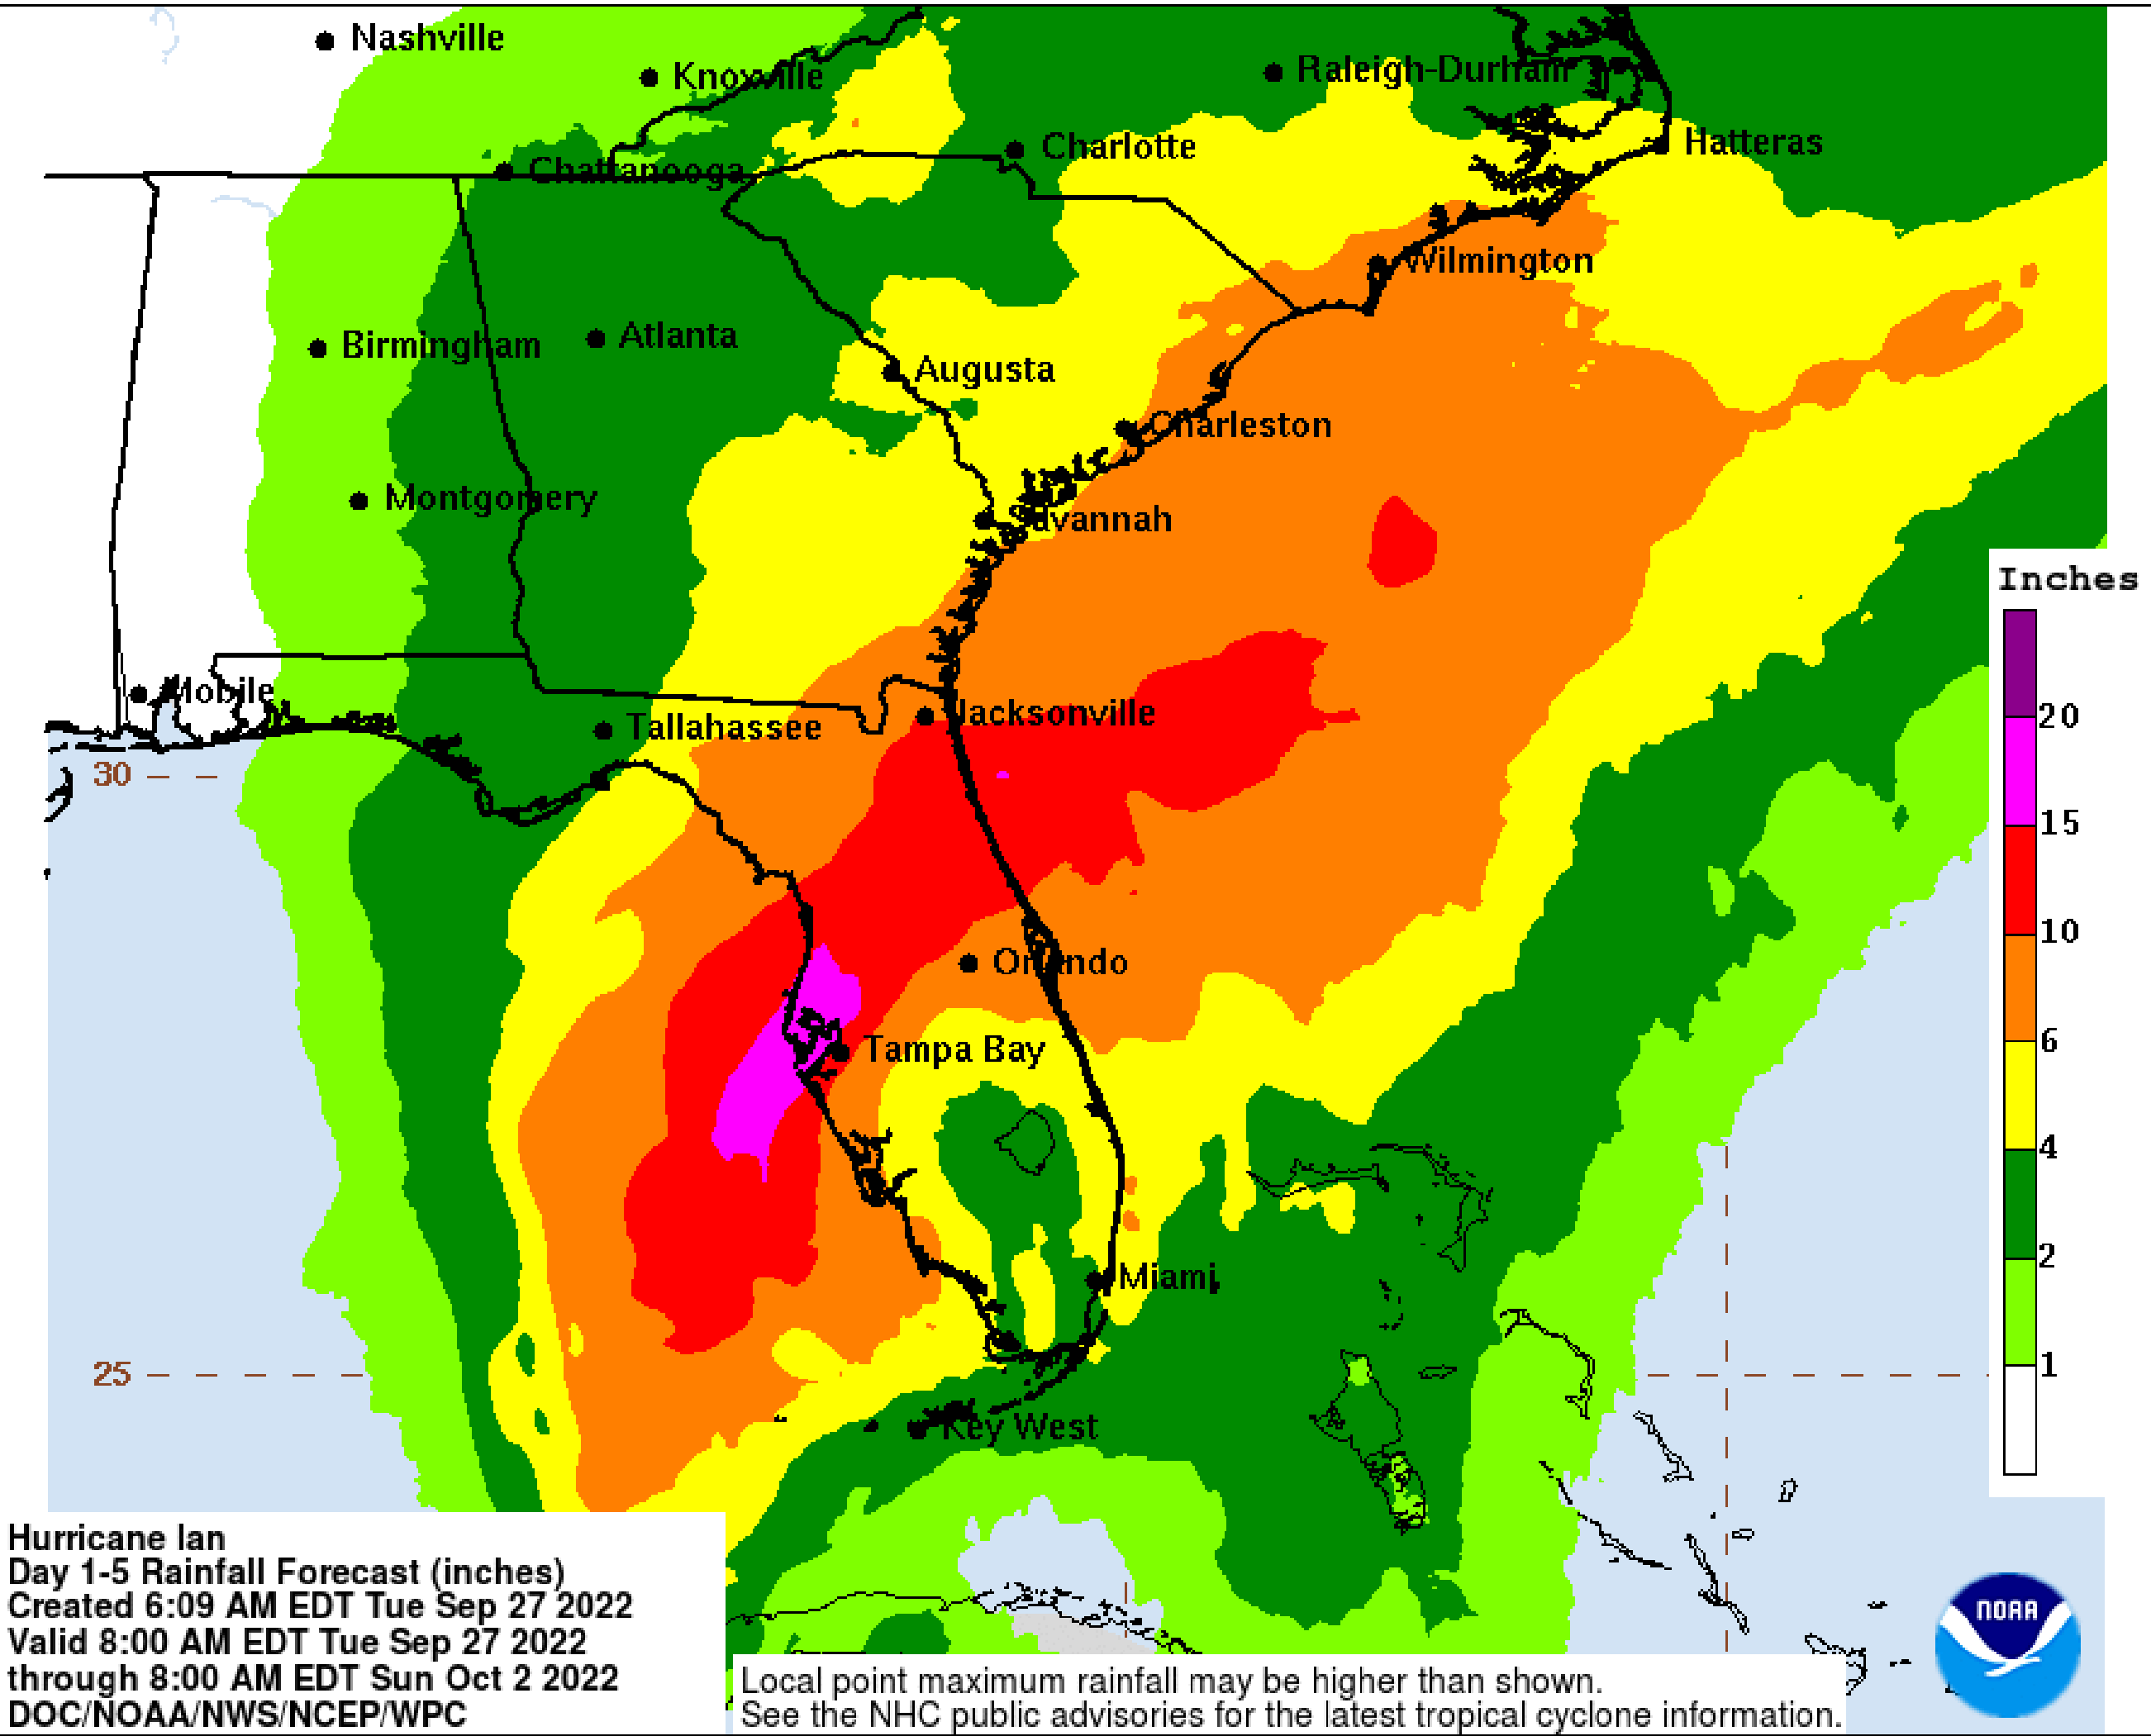 Nashville
Knoxville
Raleigh-Durham
Charlotte
Hatteras
Chattanooga
Wilmington
Birmingham
Atlanta
Augusta
Charleston
Montgomery
Savannah
Inches
Mobile
Jacksonville
Tallahassee
20
30
15
10
Orlando
6
Tampa Bay
4
2
Miami
1
25
Key West
Hurricane Ian
Day 1-5 Rainfall Forecast (inches)
Created 6:09 AM EDT Tue Sep 27 2022
Valid 8:00 AM EDT Tue Sep 27 2022
through 8:00 AM EDT Sun Oct 2 2022
DOC/NOAA/NWS/NCEP/WPC
NOAA
Local point maximum rainfall may be higher than shown.
See the NHC public advisories for the latest tropical cyclone information.